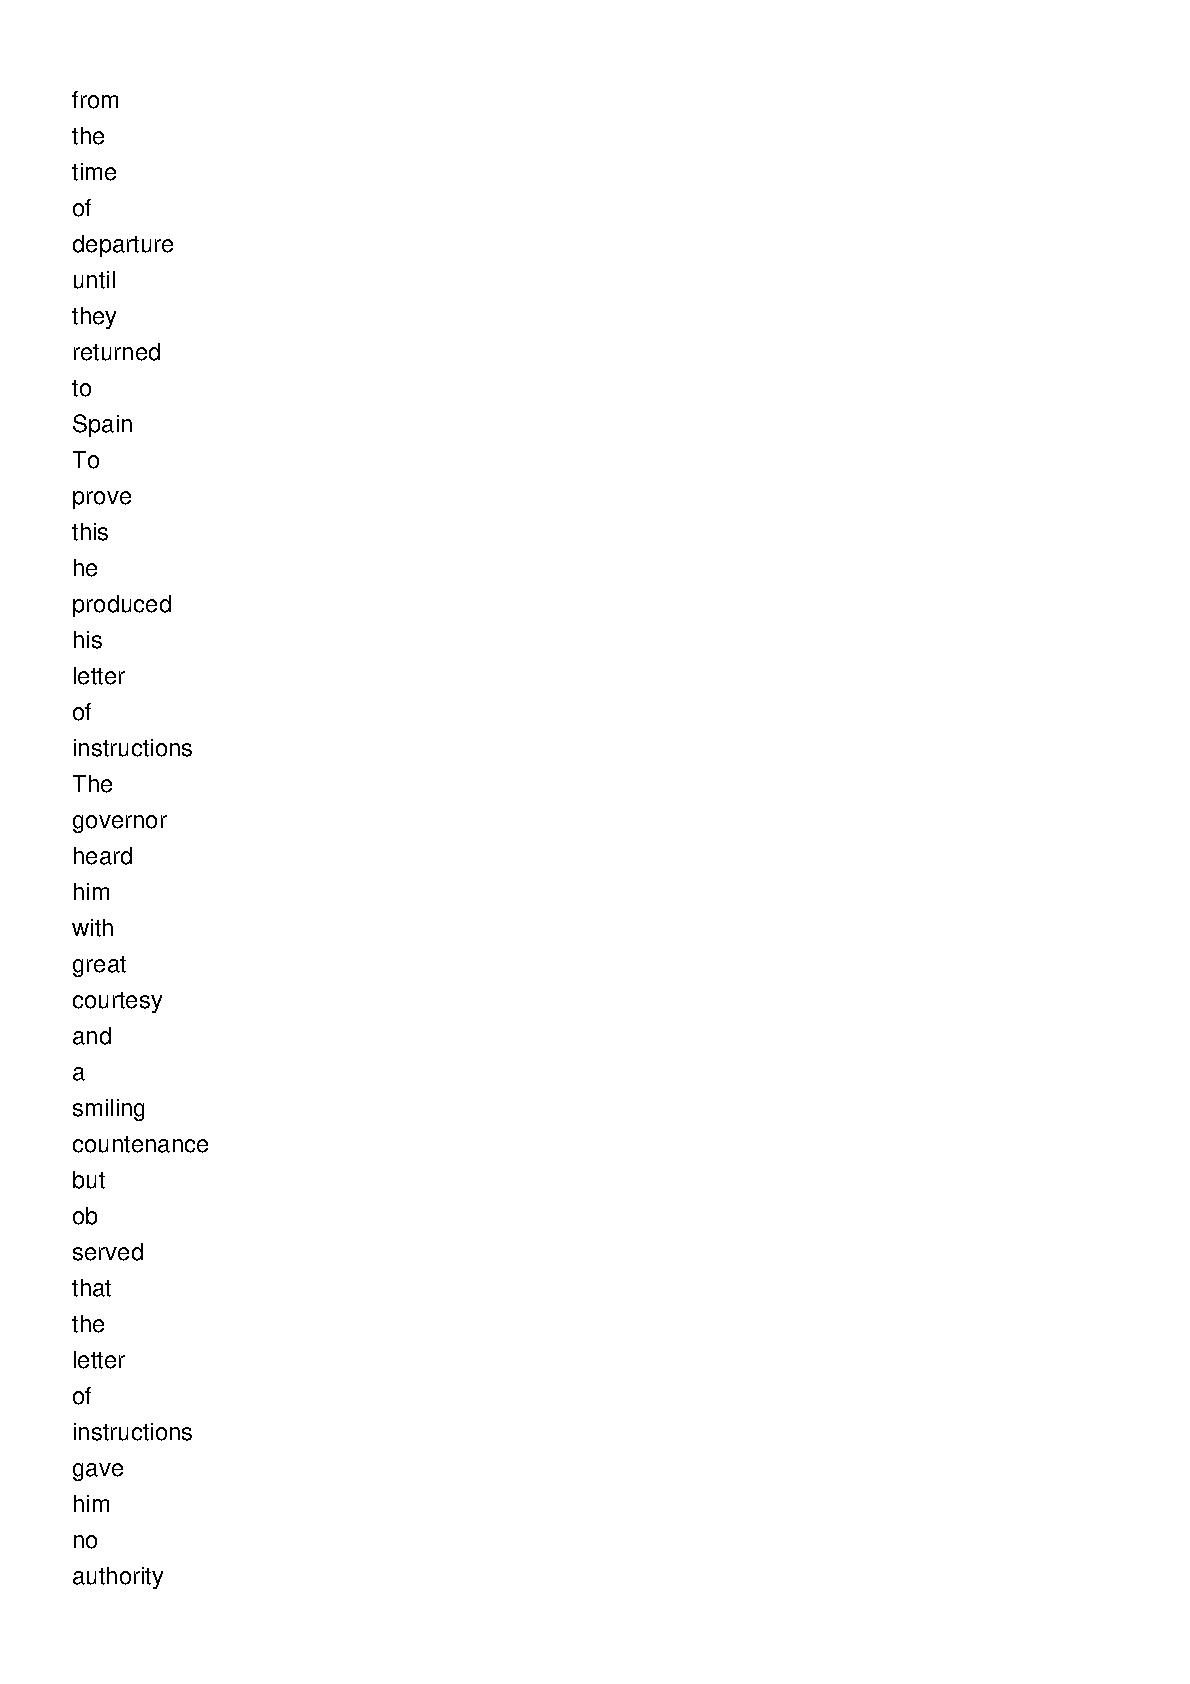 from
the
time
of
departure
until
they
returned
to
Spain
To
prove
this
he
produced
his
letter
of
instructions
The
governor
heard
him
with
great
courtesy
and
a
smiling
countenance
but
ob
served
that
the
letter
of
instructions
gave
him
no
authority